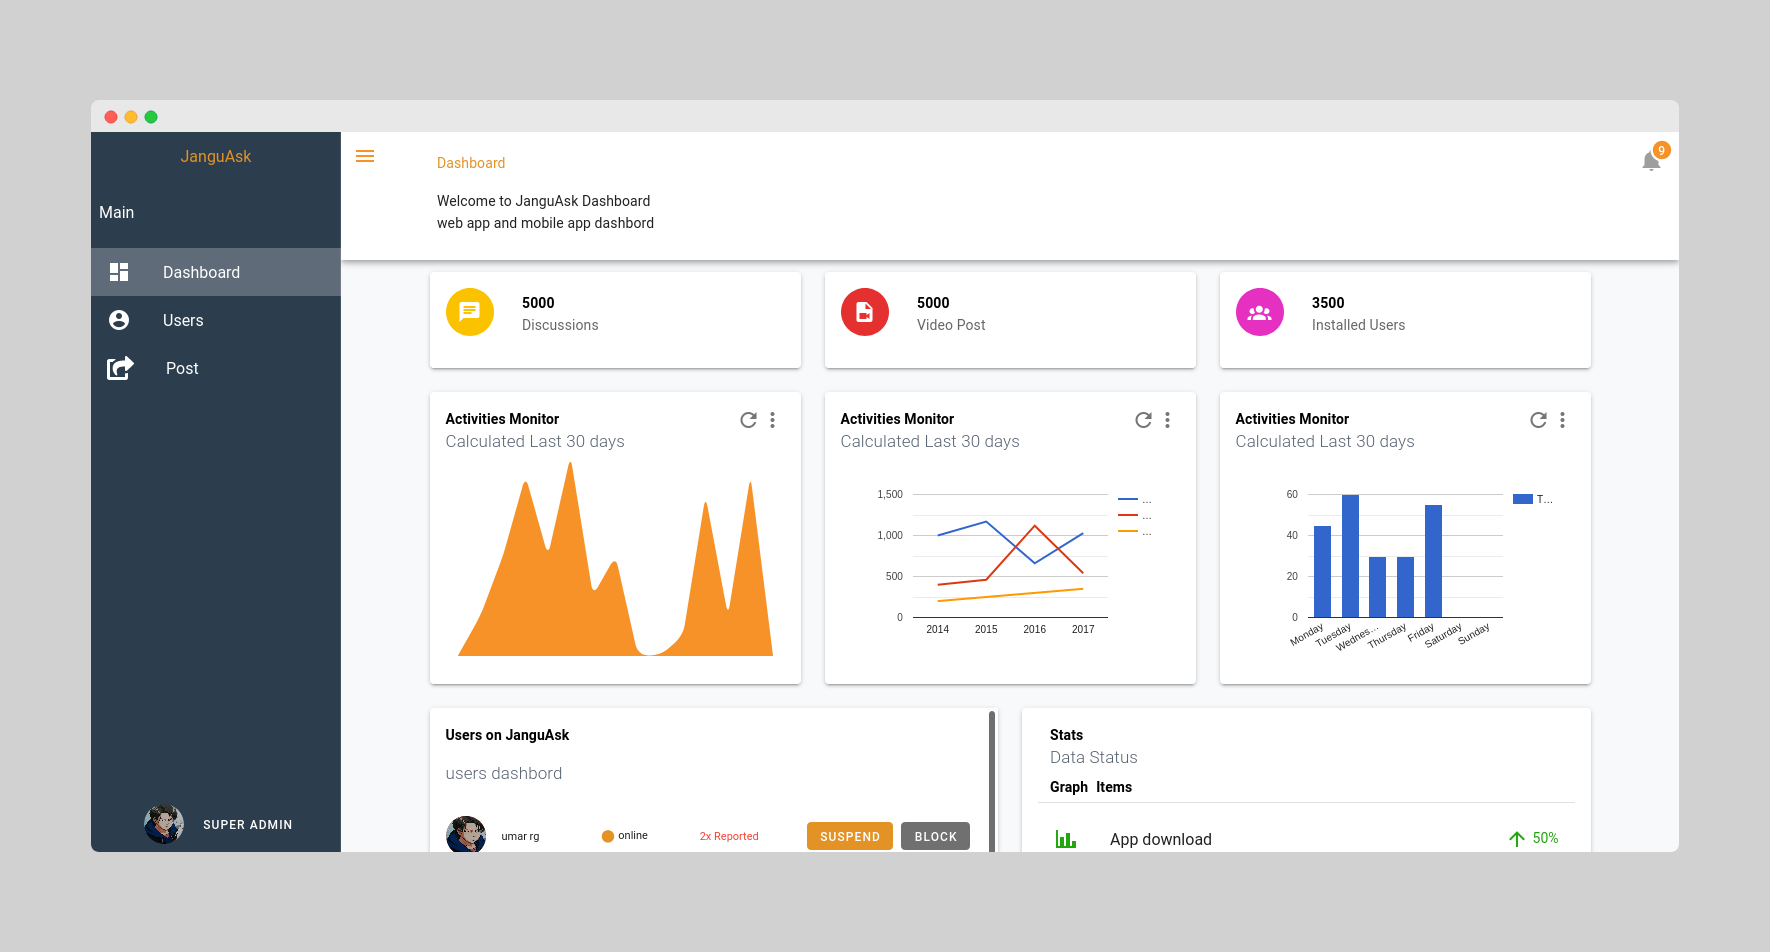 JanguAsk
Main
Dashboard
Users
Post
SUPER ADMIN
Dashboard
Welcome to JanguAsk Dashboard
web app and mobile app dashbord
9
5000
Discussions
5000
Video Post
3500
Installed Users
Activities Monitor
Calculated Last 30 days
Activities Monitor
Calculated Last 30 days
1,500
1,000
500
0
2014 2015 2016 2017
...
...
...
Activities Monitor
Calculated Last 30 days
60
40
20
0
Monday Tuesday Wednes... Thursday Friday Saturday Sunday
T...
Users on JanguAsk
users dashbord
umar rg online 2x Reported SUSPEND BLOCK
Stats
Data Status
Graph Items
App download 50%